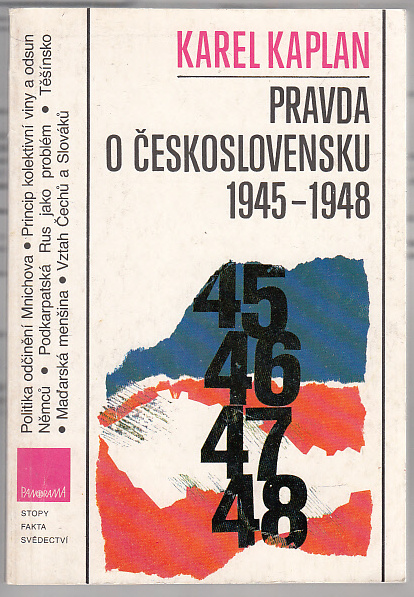 KAREL KAPLAN
PRAVDA
O ČESKOSLOVENSKU
1945–1948
45
46
47
48
Politika odčinění Mnichova • Princip kolektivní viny a odsun
Němců • Podkarpatská Rus jako problém • Těšínsko
• Maďarská menšina • Vztah Čechů a Slováků
PANORAMA
STOPY
FAKTA
SVĚDECTVÍ